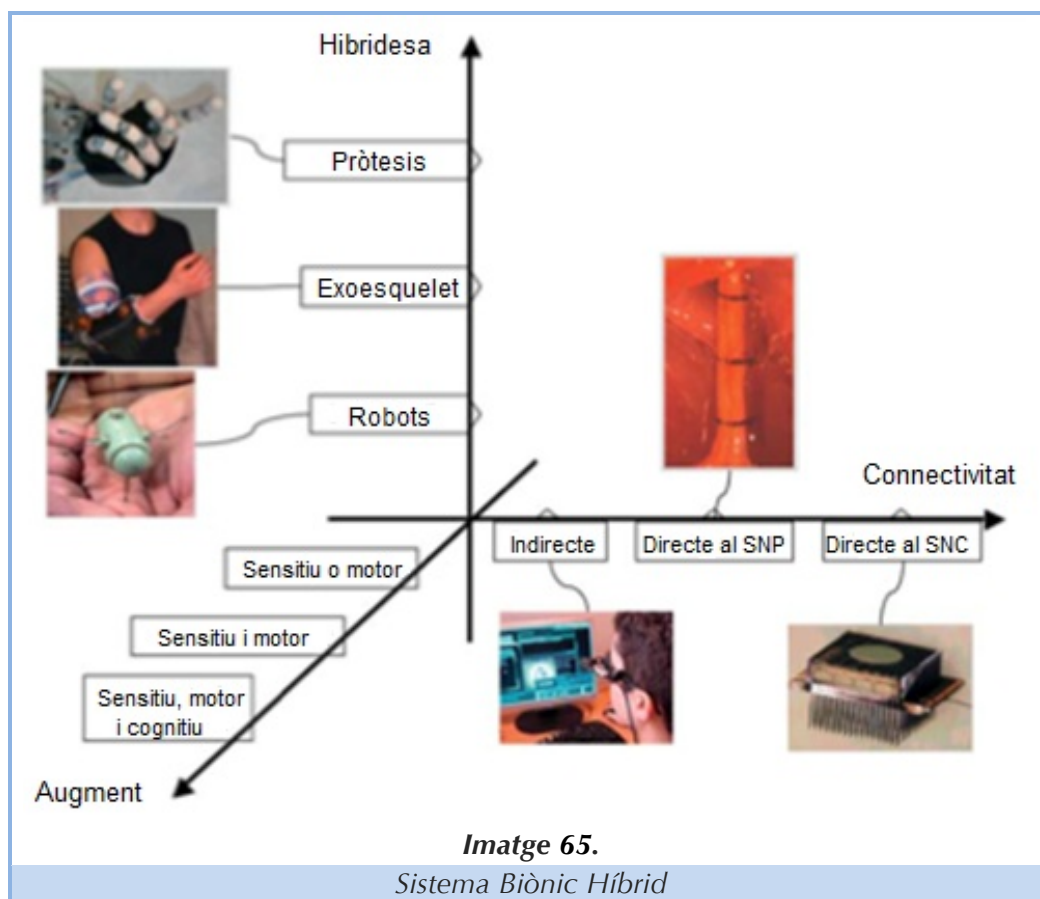 Hibridesa
Pròtesis
Exoesquelet
Robots
Connectivitat
Indirecte
Directe al SNP
Directe al SNC
Sensitiu o motor
Sensitiu i motor
Sensitiu, motor
i cognitiu
Augment
Imatge 65.
Sistema Biònic Híbrid